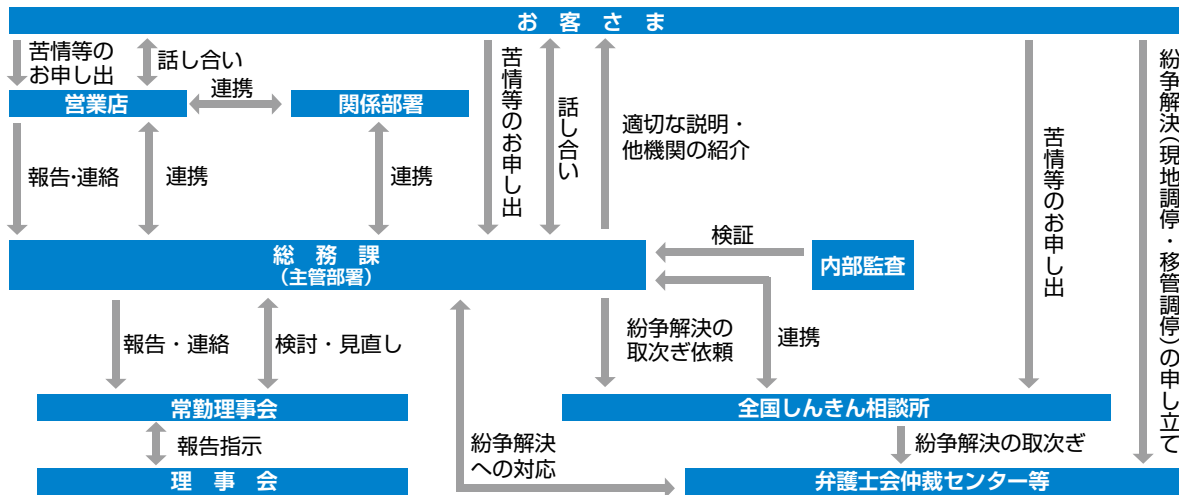 お 客 さ ま
苦情等の
お申し出
話し合い
連携
営業店
関係部署
報告・連絡
連携
連携
苦情等のお申し出
話し合い
適切な説明・
他機関の紹介
苦情等のお申し出
紛争解決(現地調停・移管調停)の申し立て
総 務 課
(主管部署)
検証
内部監査
報告・連絡
検討・見直し
紛争解決の
取次ぎ依頼
連携
常勤理事会
全国しんきん相談所
報告指示
紛争解決
への対応
紛争解決の取次ぎ
理 事 会
弁護士会仲裁センター等